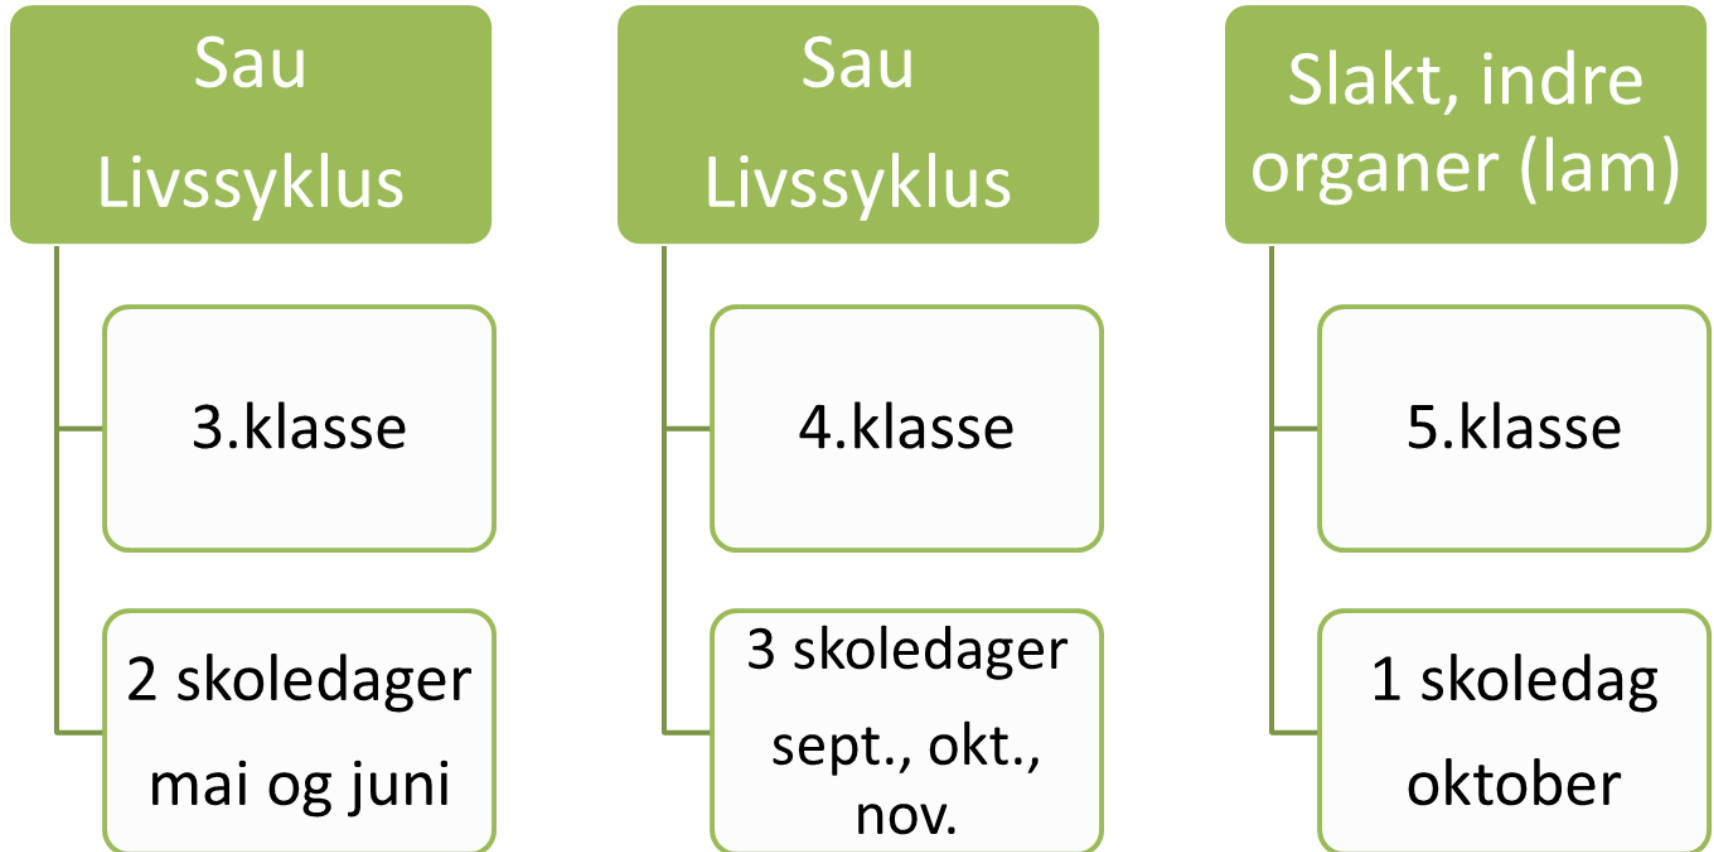 Sau
Livssyklus
3.klasse
2 skoledager
mai og juni
Sau
Livssyklus
4.klasse
3 skoledager
sept., okt.,
nov.
Slakt, indre
organer (lam)
5.klasse
1 skoledag
oktober